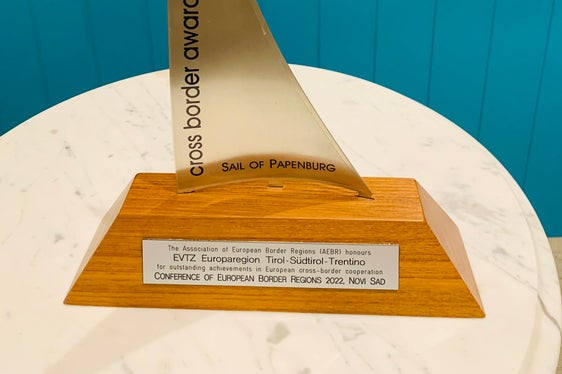 cross border award
SAIL OF PAPENBURG
The Association of European Border Regions (AEBR) honours
EVTZ Europaregion Tirol-Südtirol-Trentino
for outstanding achievements in European cross-border cooperation
CONFERENCE OF EUROPEAN BORDER REGIONS 2022, NOVI SAD